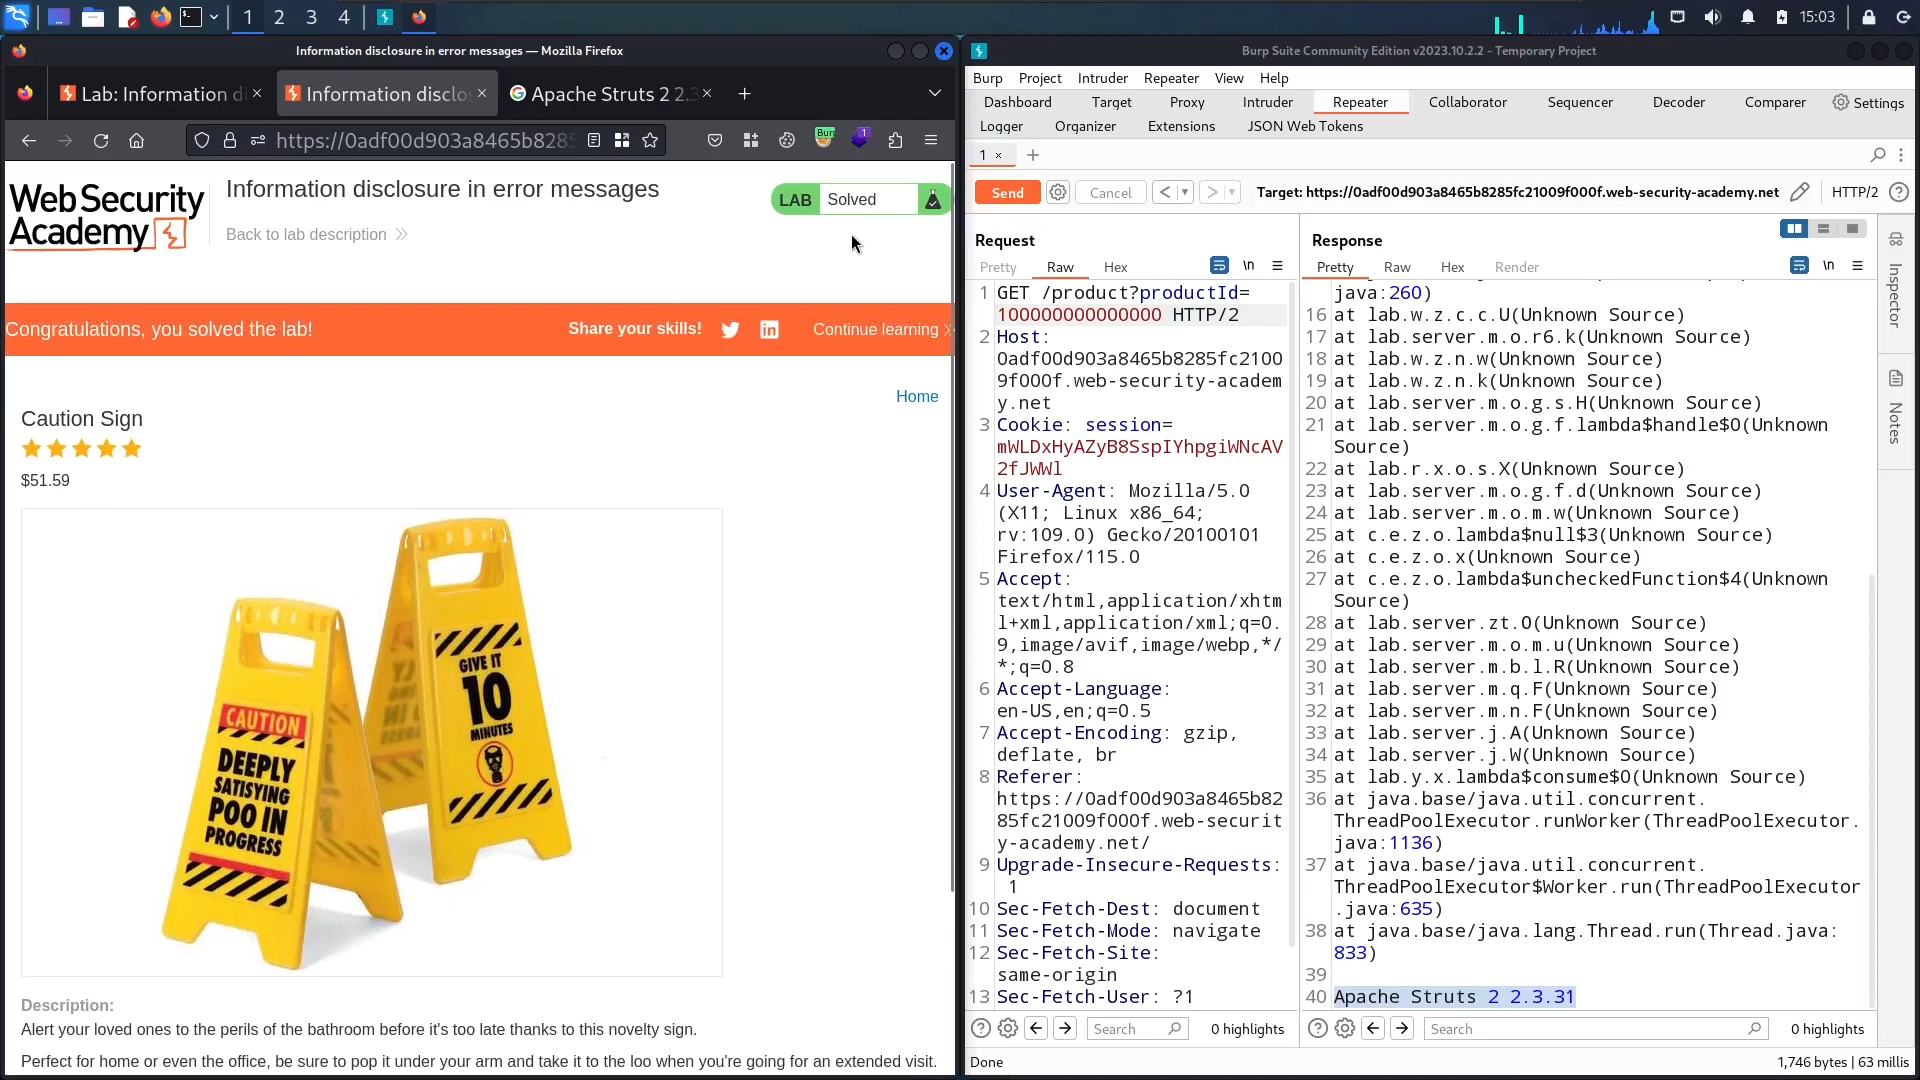 1 2 3 4
15:03
Information disclosure in error messages — Mozilla Firefox
Burp Suite Community Edition v2023.10.2.2 - Temporary Project
Lab: Information di
Information disclo
Apache Struts 2 2.3
https://0adf00d903a8465b8285
Bur
1
Burp Project Intruder Repeater View Help
Dashboard Target Proxy Intruder Repeater Collaborator Sequencer Decoder Comparer Settings
Logger Organizer Extensions JSON Web Tokens
1 ×
Send Cancel Target: https://0adf00d903a8465b8285fc21009f000f.web-security-academy.net HTTP/2
Web Security
Academy
Information disclosure in error messages
Back to lab description
LAB Solved
Congratulations, you solved the lab!
Share your skills!
Continue learning
Home
Caution Sign
$51.59
CAUTION
DEEPLY
SATISYING
POO IN
PROGRESS
GIVE IT
10
MINUTES
Description:
Alert your loved ones to the perils of the bathroom before it's too late thanks to this novelty sign.
Perfect for home or even the office, be sure to pop it under your arm and take it to the loo when you're going for an extended visit.
Request
Pretty Raw Hex \n
1 GET /product?productId=
100000000000000 HTTP/2
2 Host:
0adf00d903a8465b8285fc2100
9f000f.web-security-academ
y.net
3 Cookie: session=
mWLDxHyAZyB8SspIYhpgiWNcAV
2fJWWl
4 User-Agent: Mozilla/5.0
(X11; Linux x86_64;
rv:109.0) Gecko/20100101
Firefox/115.0
5 Accept:
text/html,application/xhtm
l+xml,application/xml;q=0.
9,image/avif,image/webp,*/
*;q=0.8
6 Accept-Language:
en-US,en;q=0.5
7 Accept-Encoding: gzip,
deflate, br
8 Referer:
https://0adf00d903a8465b82
85fc21009f000f.web-securit
y-academy.net/
9 Upgrade-Insecure-Requests:
1
10 Sec-Fetch-Dest: document
11 Sec-Fetch-Mode: navigate
12 Sec-Fetch-Site:
same-origin
13 Sec-Fetch-User: ?1
Search 0 highlights
Response
Pretty Raw Hex Render \n
java:260)
16 at lab.w.z.c.c.U(Unknown Source)
17 at lab.server.m.o.r6.k(Unknown Source)
18 at lab.w.z.n.w(Unknown Source)
19 at lab.w.z.n.k(Unknown Source)
20 at lab.server.m.o.g.s.H(Unknown Source)
21 at lab.server.m.o.g.f.lambda$handle$0(Unknown
Source)
22 at lab.r.x.o.s.X(Unknown Source)
23 at lab.server.m.o.g.f.d(Unknown Source)
24 at lab.server.m.o.m.w(Unknown Source)
25 at c.e.z.o.lambda$null$3(Unknown Source)
26 at c.e.z.o.x(Unknown Source)
27 at c.e.z.o.lambda$uncheckedFunction$4(Unknown
Source)
28 at lab.server.zt.O(Unknown Source)
29 at lab.server.m.o.m.u(Unknown Source)
30 at lab.server.m.b.l.R(Unknown Source)
31 at lab.server.m.q.F(Unknown Source)
32 at lab.server.m.n.F(Unknown Source)
33 at lab.server.j.A(Unknown Source)
34 at lab.server.j.W(Unknown Source)
35 at lab.y.x.lambda$consume$0(Unknown Source)
36 at java.base/java.util.concurrent.
ThreadPoolExecutor.runWorker(ThreadPoolExecutor.
java:1136)
37 at java.base/java.util.concurrent.
ThreadPoolExecutor$Worker.run(ThreadPoolExecutor
.java:635)
38 at java.base/java.lang.Thread.run(Thread.java:
833)
39
40 Apache Struts 2 2.3.31
Search 0 highlights
Inspector
Notes
Done
1,746 bytes | 63 millis